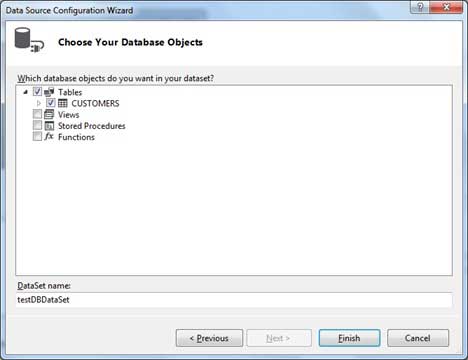 Data Source Configuration Wizard
Choose Your Database Objects
Which database objects do you want in your dataset?
Tables
CUSTOMERS
Views
Stored Procedures
fx Functions
DataSet name:
testDBDataSet
< Previous Next > Finish Cancel